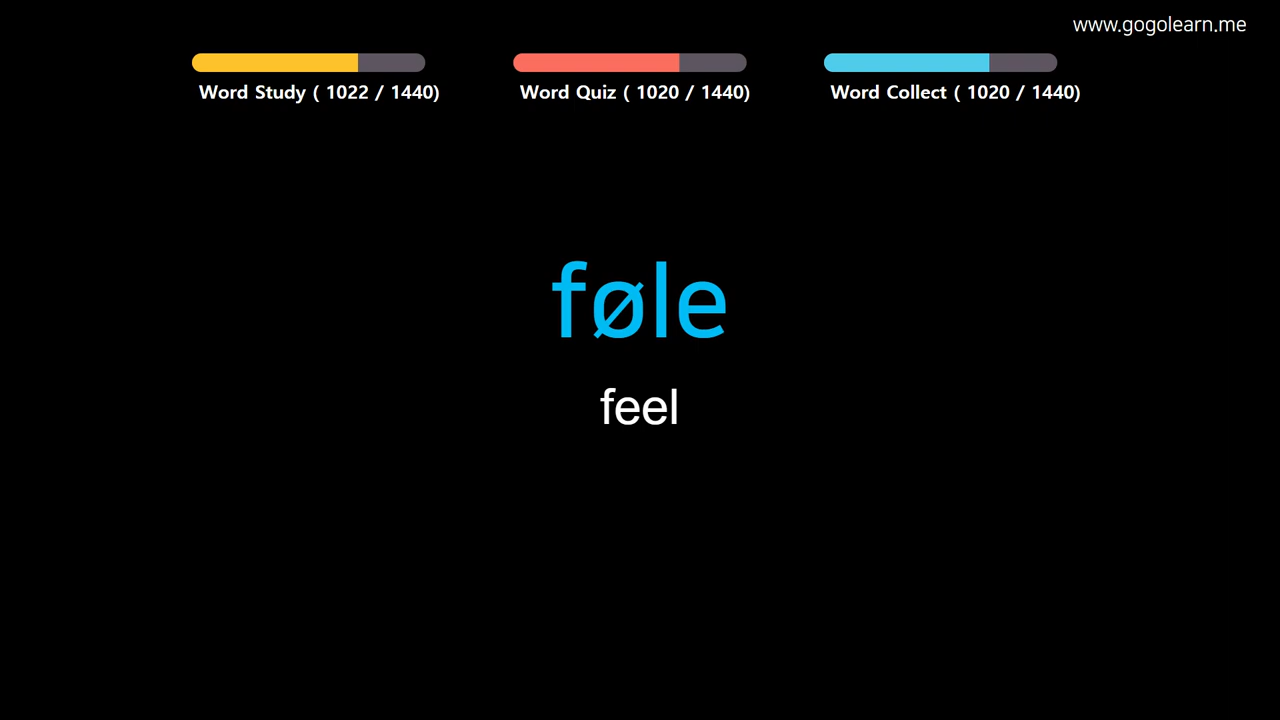 www.gogolearn.me
Word Study ( 1022 / 1440)
Word Quiz ( 1020 / 1440)
Word Collect ( 1020 / 1440)
føle
feel